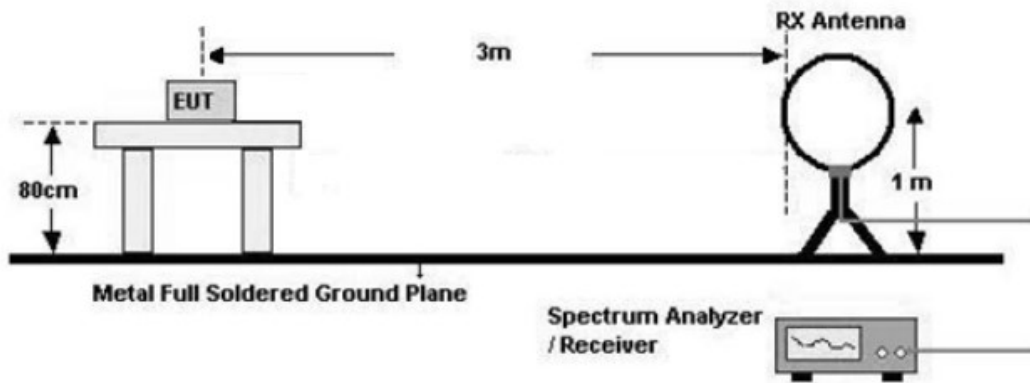 RX Antenna
3m
EUT
80cm
1 m
Metal Full Soldered Ground Plane
Spectrum Analyzer
/ Receiver